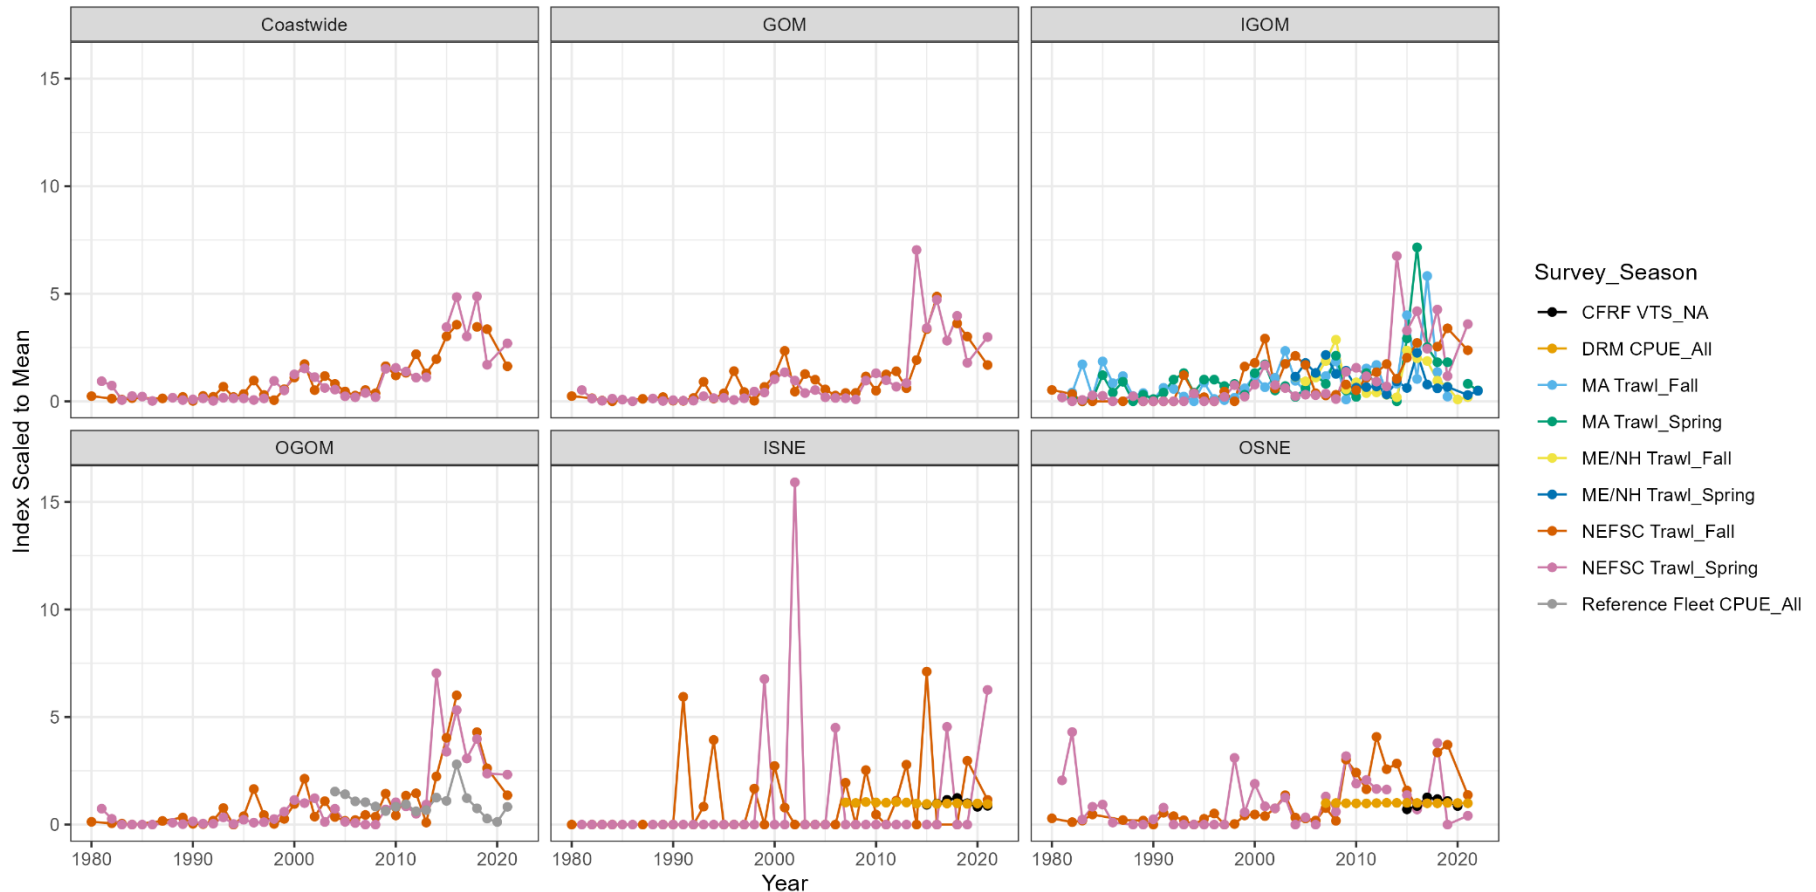 Coastwide
GOM
IGOM
15
10
5
0
OGOM
ISNE
OSNE
15
10
5
0
1980 1990 2000 2010 2020
1980 1990 2000 2010 2020
1980 1990 2000 2010 2020
Year
Index Scaled to Mean
Survey_Season
CFRF VTS_NA
DRM CPUE_All
MA Trawl_Fall
MA Trawl_Spring
ME/NH Trawl_Fall
ME/NH Trawl_Spring
NEFSC Trawl_Fall
NEFSC Trawl_Spring
Reference Fleet CPUE_All